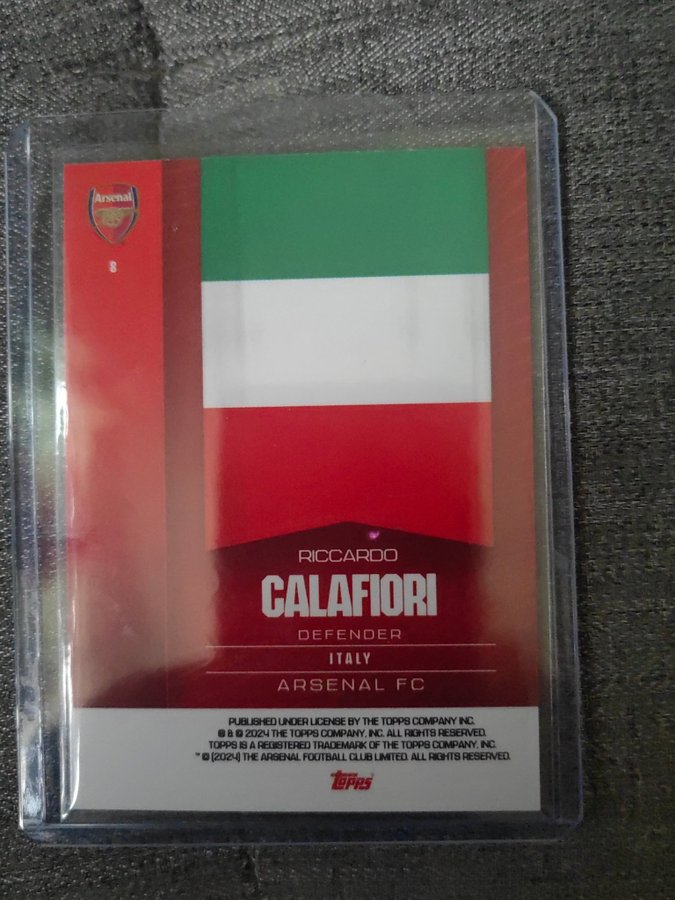 Arsenal
8
RICCARDO
CALAFIORI
DEFENDER
ITALY
ARSENAL FC
PUBLISHED UNDER LICENSE BY THE TOPPS COMPANY INC.
® & © 2024 THE TOPPS COMPANY, INC. ALL RIGHTS RESERVED.
TOPPS IS A REGISTERED TRADEMARK OF THE TOPPS COMPANY, INC.
™ © (2024) THE ARSENAL FOOTBALL CLUB LIMITED. ALL RIGHTS RESERVED.
topps